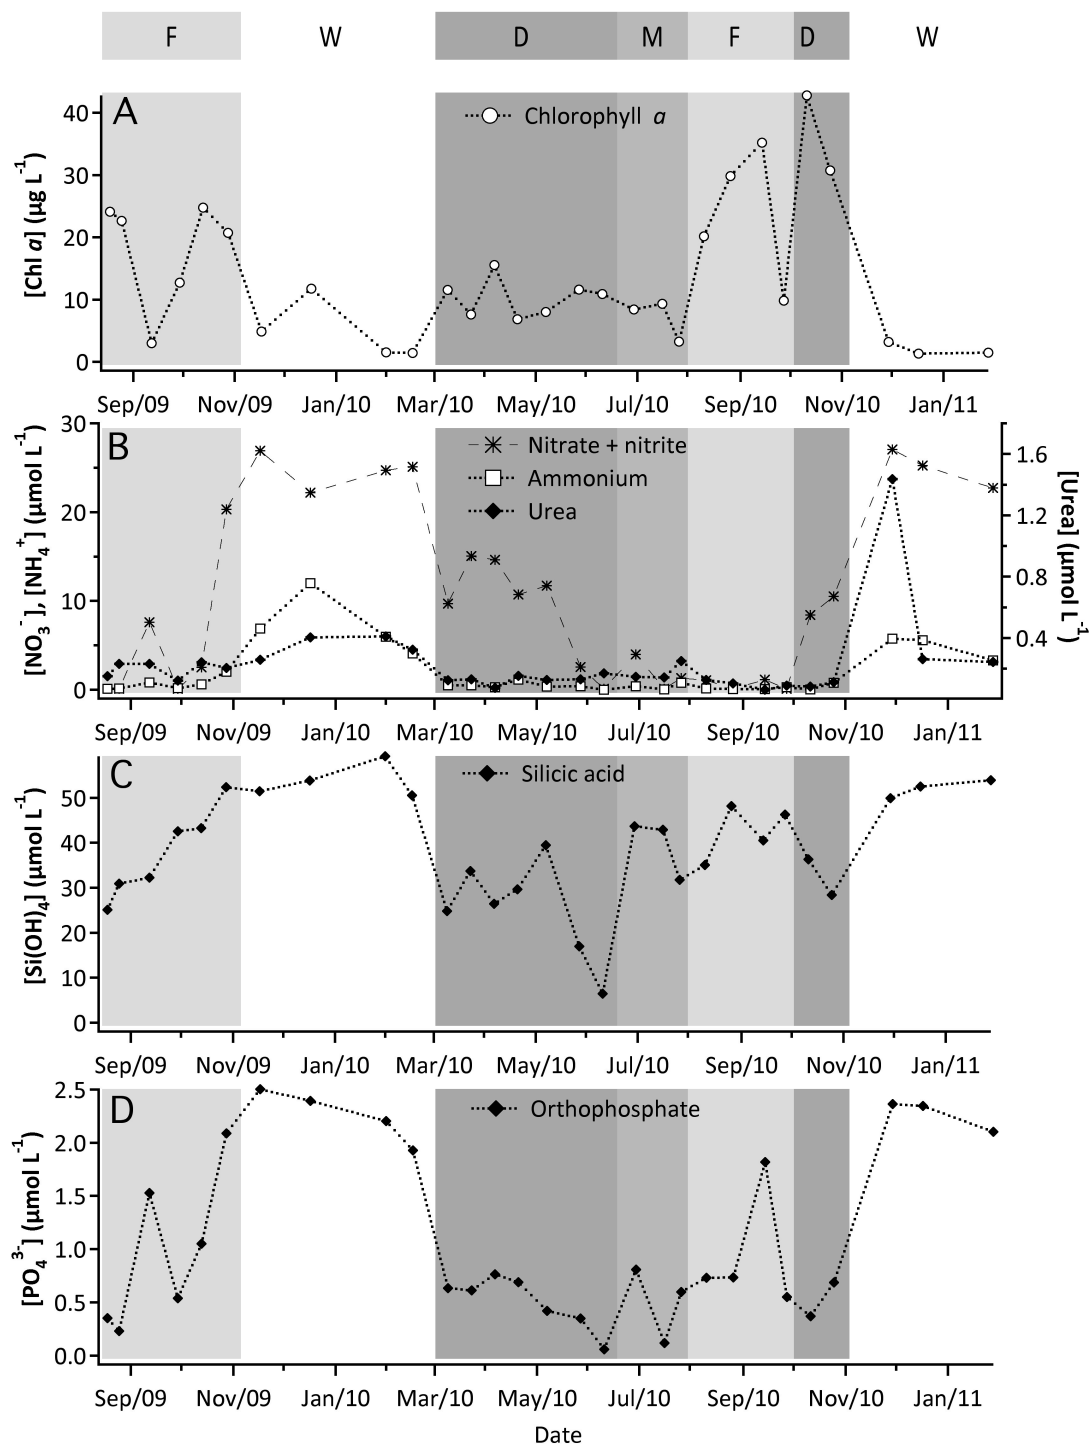 F W D M F D W
A
Chlorophyll a
[Chl a] (µg L⁻¹)
40
30
20
10
0
Sep/09 Nov/09 Jan/10 Mar/10 May/10 Jul/10 Sep/10 Nov/10 Jan/11
B
Nitrate + nitrite
Ammonium
Urea
[NO₃⁻], [NH₄⁺] (µmol L⁻¹)
30
20
10
0
[Urea] (µmol L⁻¹)
1.6
1.2
0.8
0.4
Sep/09 Nov/09 Jan/10 Mar/10 May/10 Jul/10 Sep/10 Nov/10 Jan/11
C
Silicic acid
[Si(OH)₄] (µmol L⁻¹)
50
40
30
20
10
0
Sep/09 Nov/09 Jan/10 Mar/10 May/10 Jul/10 Sep/10 Nov/10 Jan/11
D
Orthophosphate
[PO₄³⁻] (µmol L⁻¹)
2.5
2.0
1.5
1.0
0.5
0.0
Sep/09 Nov/09 Jan/10 Mar/10 May/10 Jul/10 Sep/10 Nov/10 Jan/11
Date